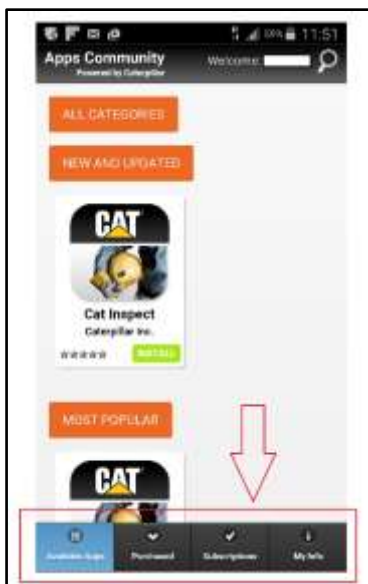 11:51
Apps Community
Powered by Caterpillar
Welcome
ALL CATEGORIES
NEW AND UPDATED
CAT
Cat Inspect
Caterpillar Inc.
INSTALL
MOST POPULAR
CAT
Available Apps
Purchased
Subscriptions
My Info